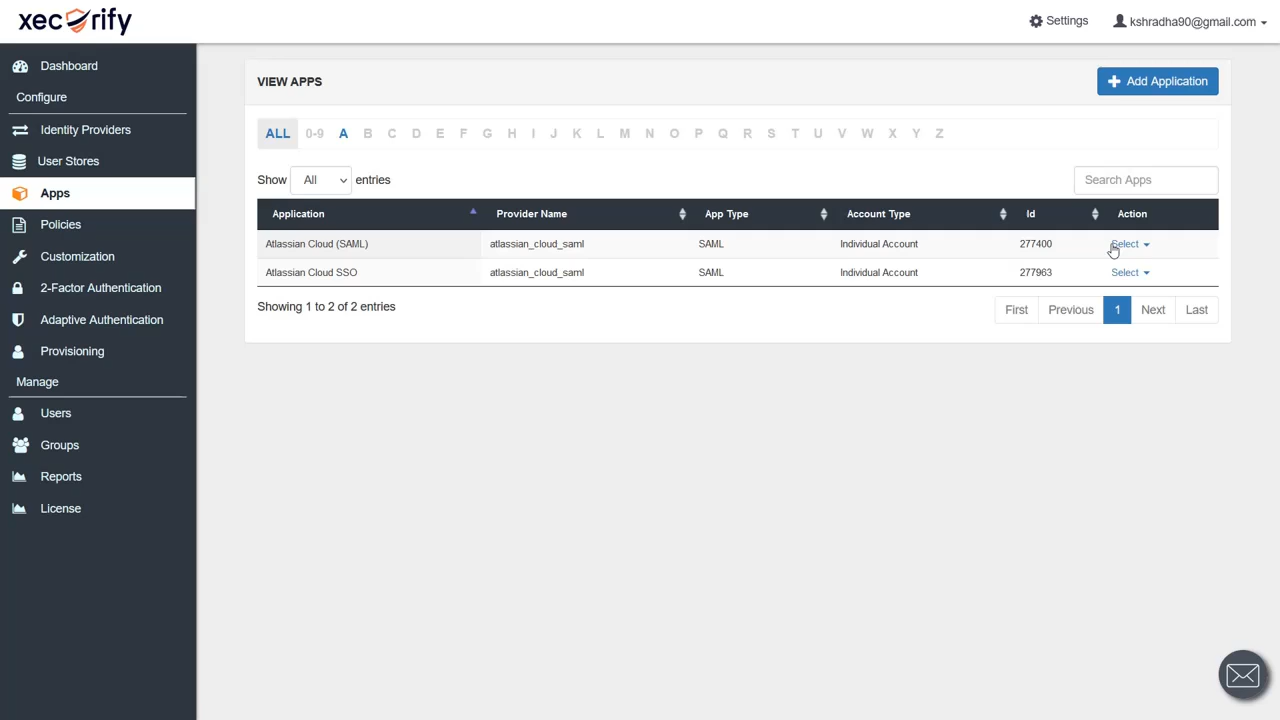 xecurify
Settings
kshradha90@gmail.com
Dashboard
Configure
Identity Providers
User Stores
Apps
Policies
Customization
2-Factor Authentication
Adaptive Authentication
Provisioning
Manage
Users
Groups
Reports
License
VIEW APPS
Add Application
ALL 0-9 A B C D E F G H I J K L M N O P Q R S T U V W X Y Z
Show All entries
Search Apps
Application Provider Name App Type Account Type Id Action
Atlassian Cloud (SAML) atlassian_cloud_saml SAML Individual Account 277400 Select
Atlassian Cloud SSO atlassian_cloud_saml SAML Individual Account 277963 Select
Showing 1 to 2 of 2 entries
First Previous 1 Next Last